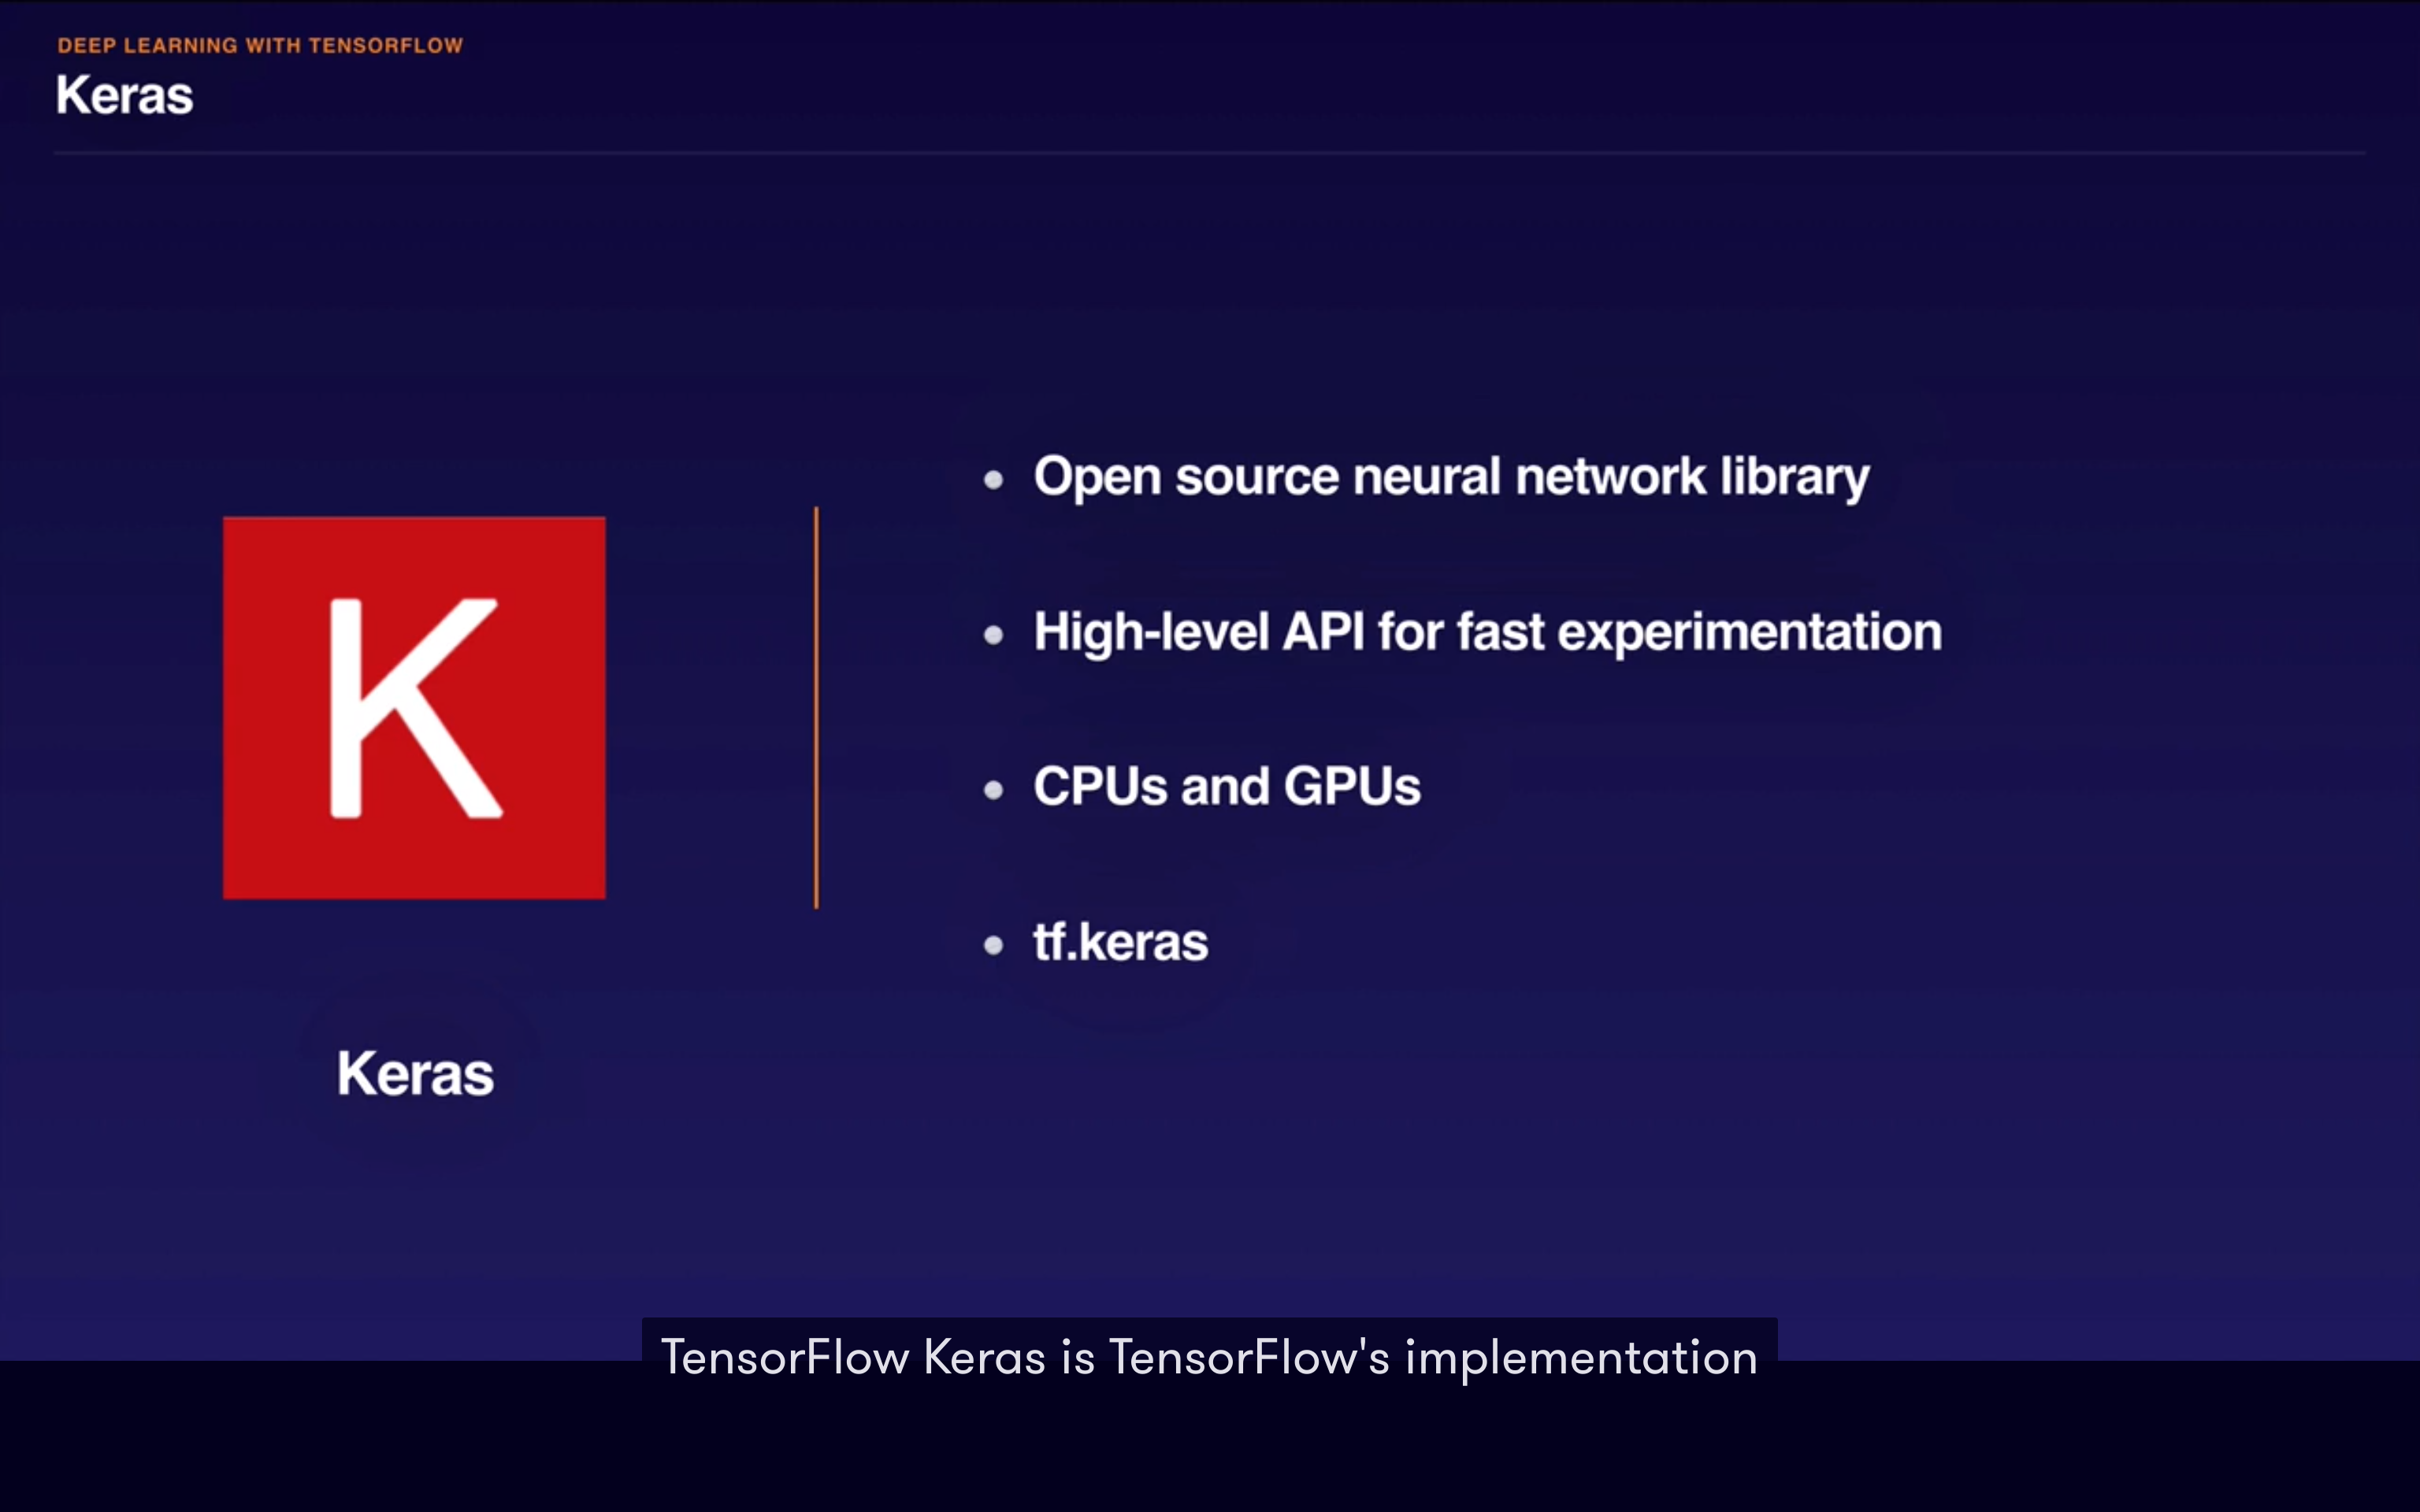 DEEP LEARNING WITH TENSORFLOW
Keras
K
Keras
Open source neural network library
High-level API for fast experimentation
CPUs and GPUs
tf.keras
TensorFlow Keras is TensorFlow's implementation